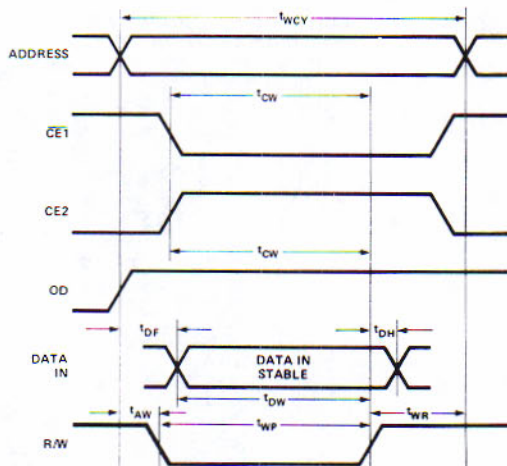 tWCY
ADDRESS
tCW
CE1
CE2
tCW
OD
tDF
tDH
DATA
IN
DATA IN
STABLE
tDW
tAW
tWP
tWR
R/W